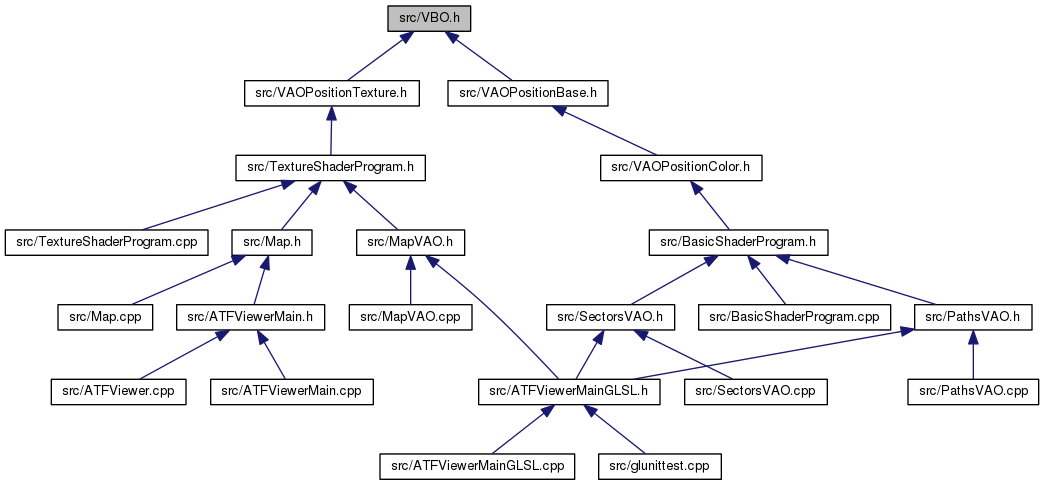 src/VBO.h
src/VAOPositionTexture.h
src/VAOPositionBase.h
src/TextureShaderProgram.h
src/VAOPositionColor.h
src/TextureShaderProgram.cpp
src/Map.h
src/MapVAO.h
src/BasicShaderProgram.h
src/Map.cpp
src/ATFViewerMain.h
src/MapVAO.cpp
src/SectorsVAO.h
src/BasicShaderProgram.cpp
src/PathsVAO.h
src/ATFViewer.cpp
src/ATFViewerMain.cpp
src/ATFViewerMainGLSL.h
src/SectorsVAO.cpp
src/PathsVAO.cpp
src/ATFViewerMainGLSL.cpp
src/glunittest.cpp